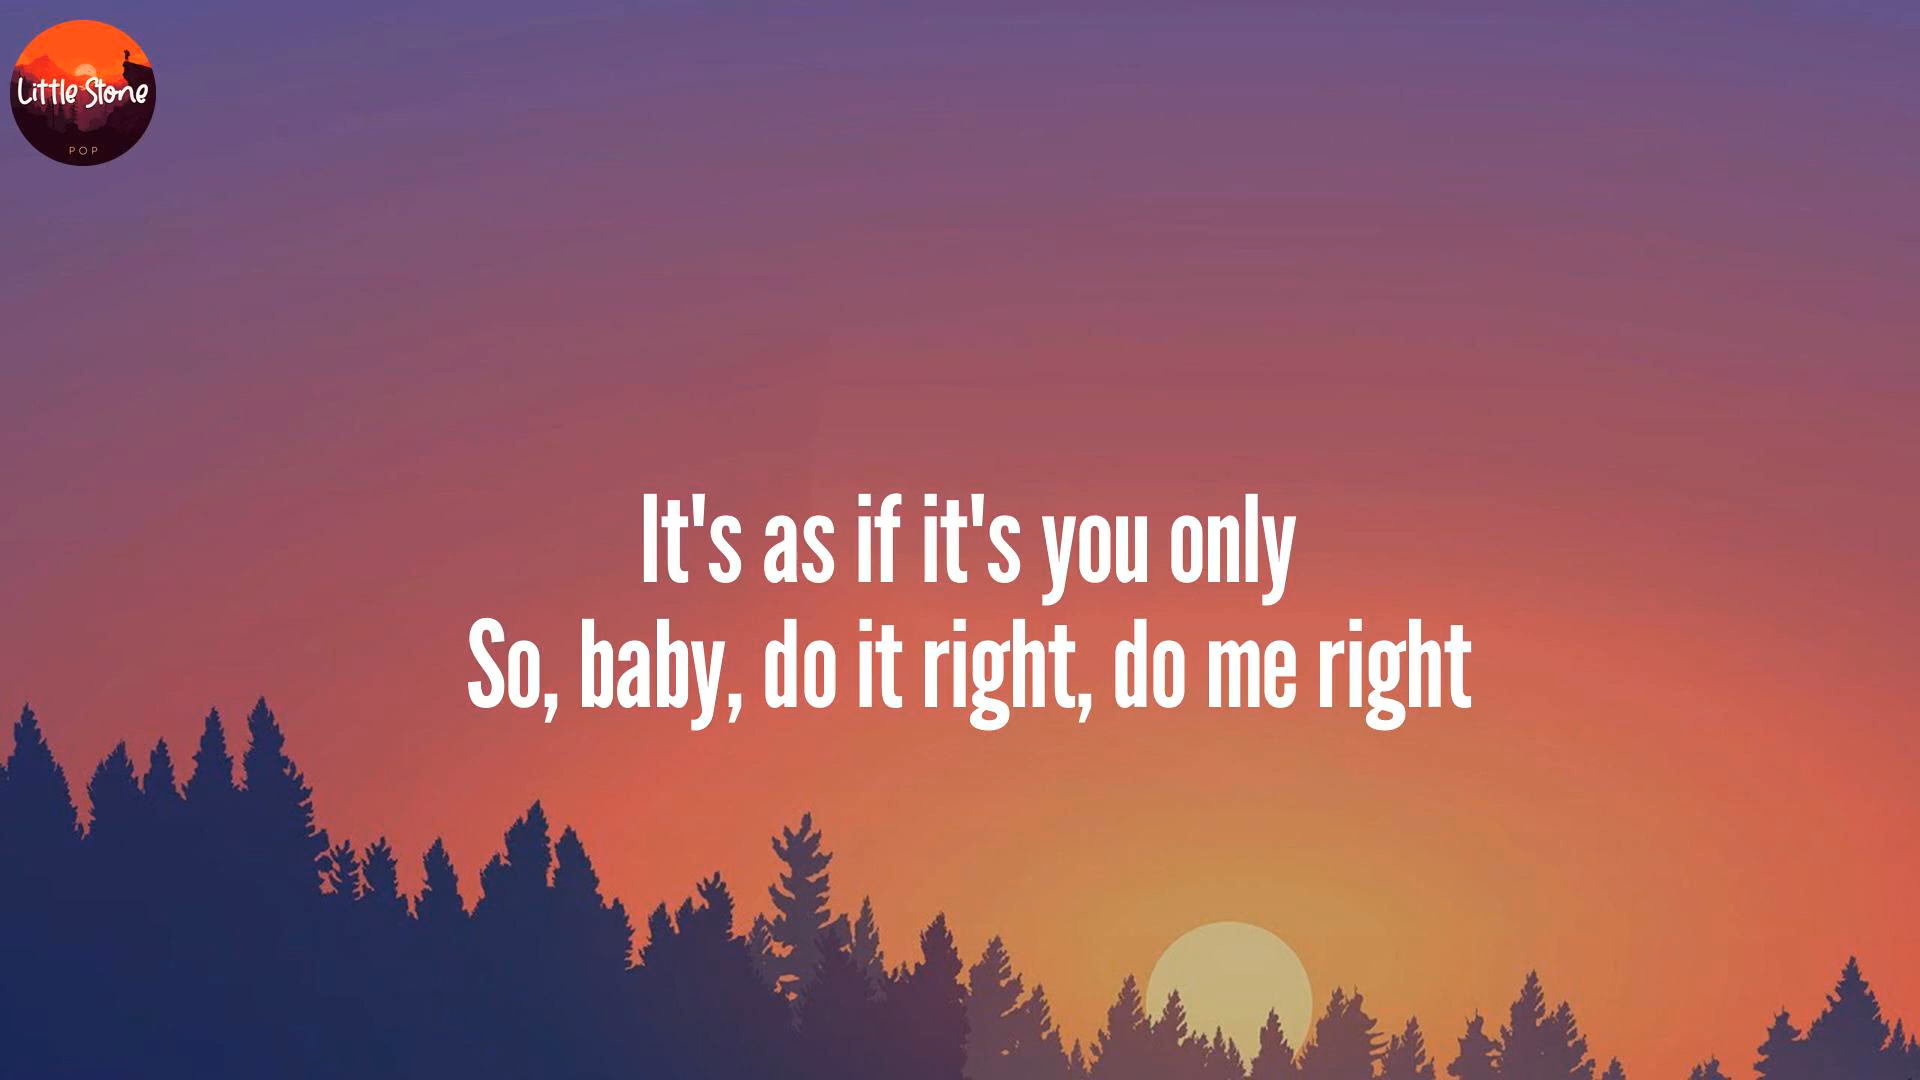 Little Stone
POP
It's as if it's you only
So, baby, do it right, do me right